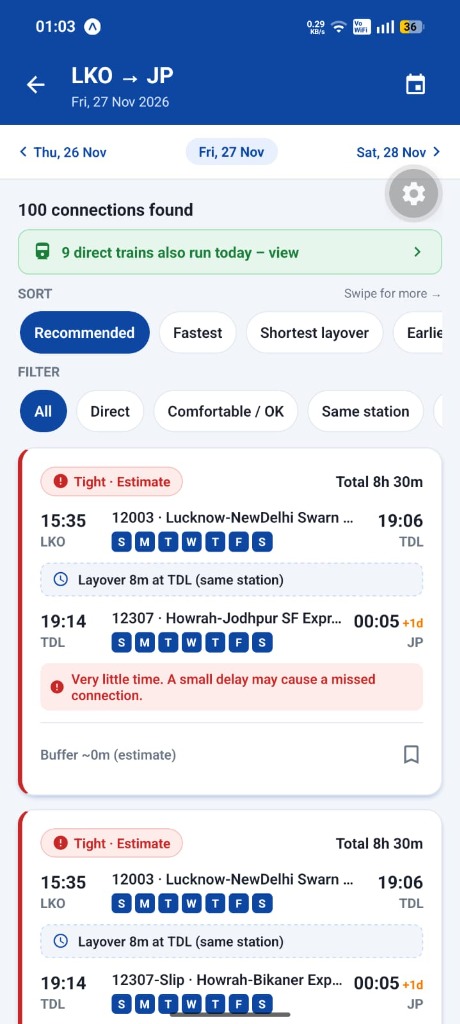 01:03
0.29 KB/s
Vo WiFi
36
LKO → JP
Fri, 27 Nov 2026
Thu, 26 Nov
Fri, 27 Nov
Sat, 28 Nov
100 connections found
9 direct trains also run today – view
SORT
Swipe for more →
Recommended
Fastest
Shortest layover
Earlie
FILTER
All
Direct
Comfortable / OK
Same station
Tight · Estimate
Total 8h 30m
15:35
12003 · Lucknow-NewDelhi Swarn ...
19:06
LKO
S M T W T F S
TDL
Layover 8m at TDL (same station)
19:14
12307 · Howrah-Jodhpur SF Expr...
00:05 +1d
TDL
S M T W T F S
JP
Very little time. A small delay may cause a missed
connection.
Buffer ~0m (estimate)
Tight · Estimate
Total 8h 30m
15:35
12003 · Lucknow-NewDelhi Swarn ...
19:06
LKO
S M T W T F S
TDL
Layover 8m at TDL (same station)
19:14
12307-Slip · Howrah-Bikaner Exp...
00:05 +1d
TDL
S M T W T F S
JP